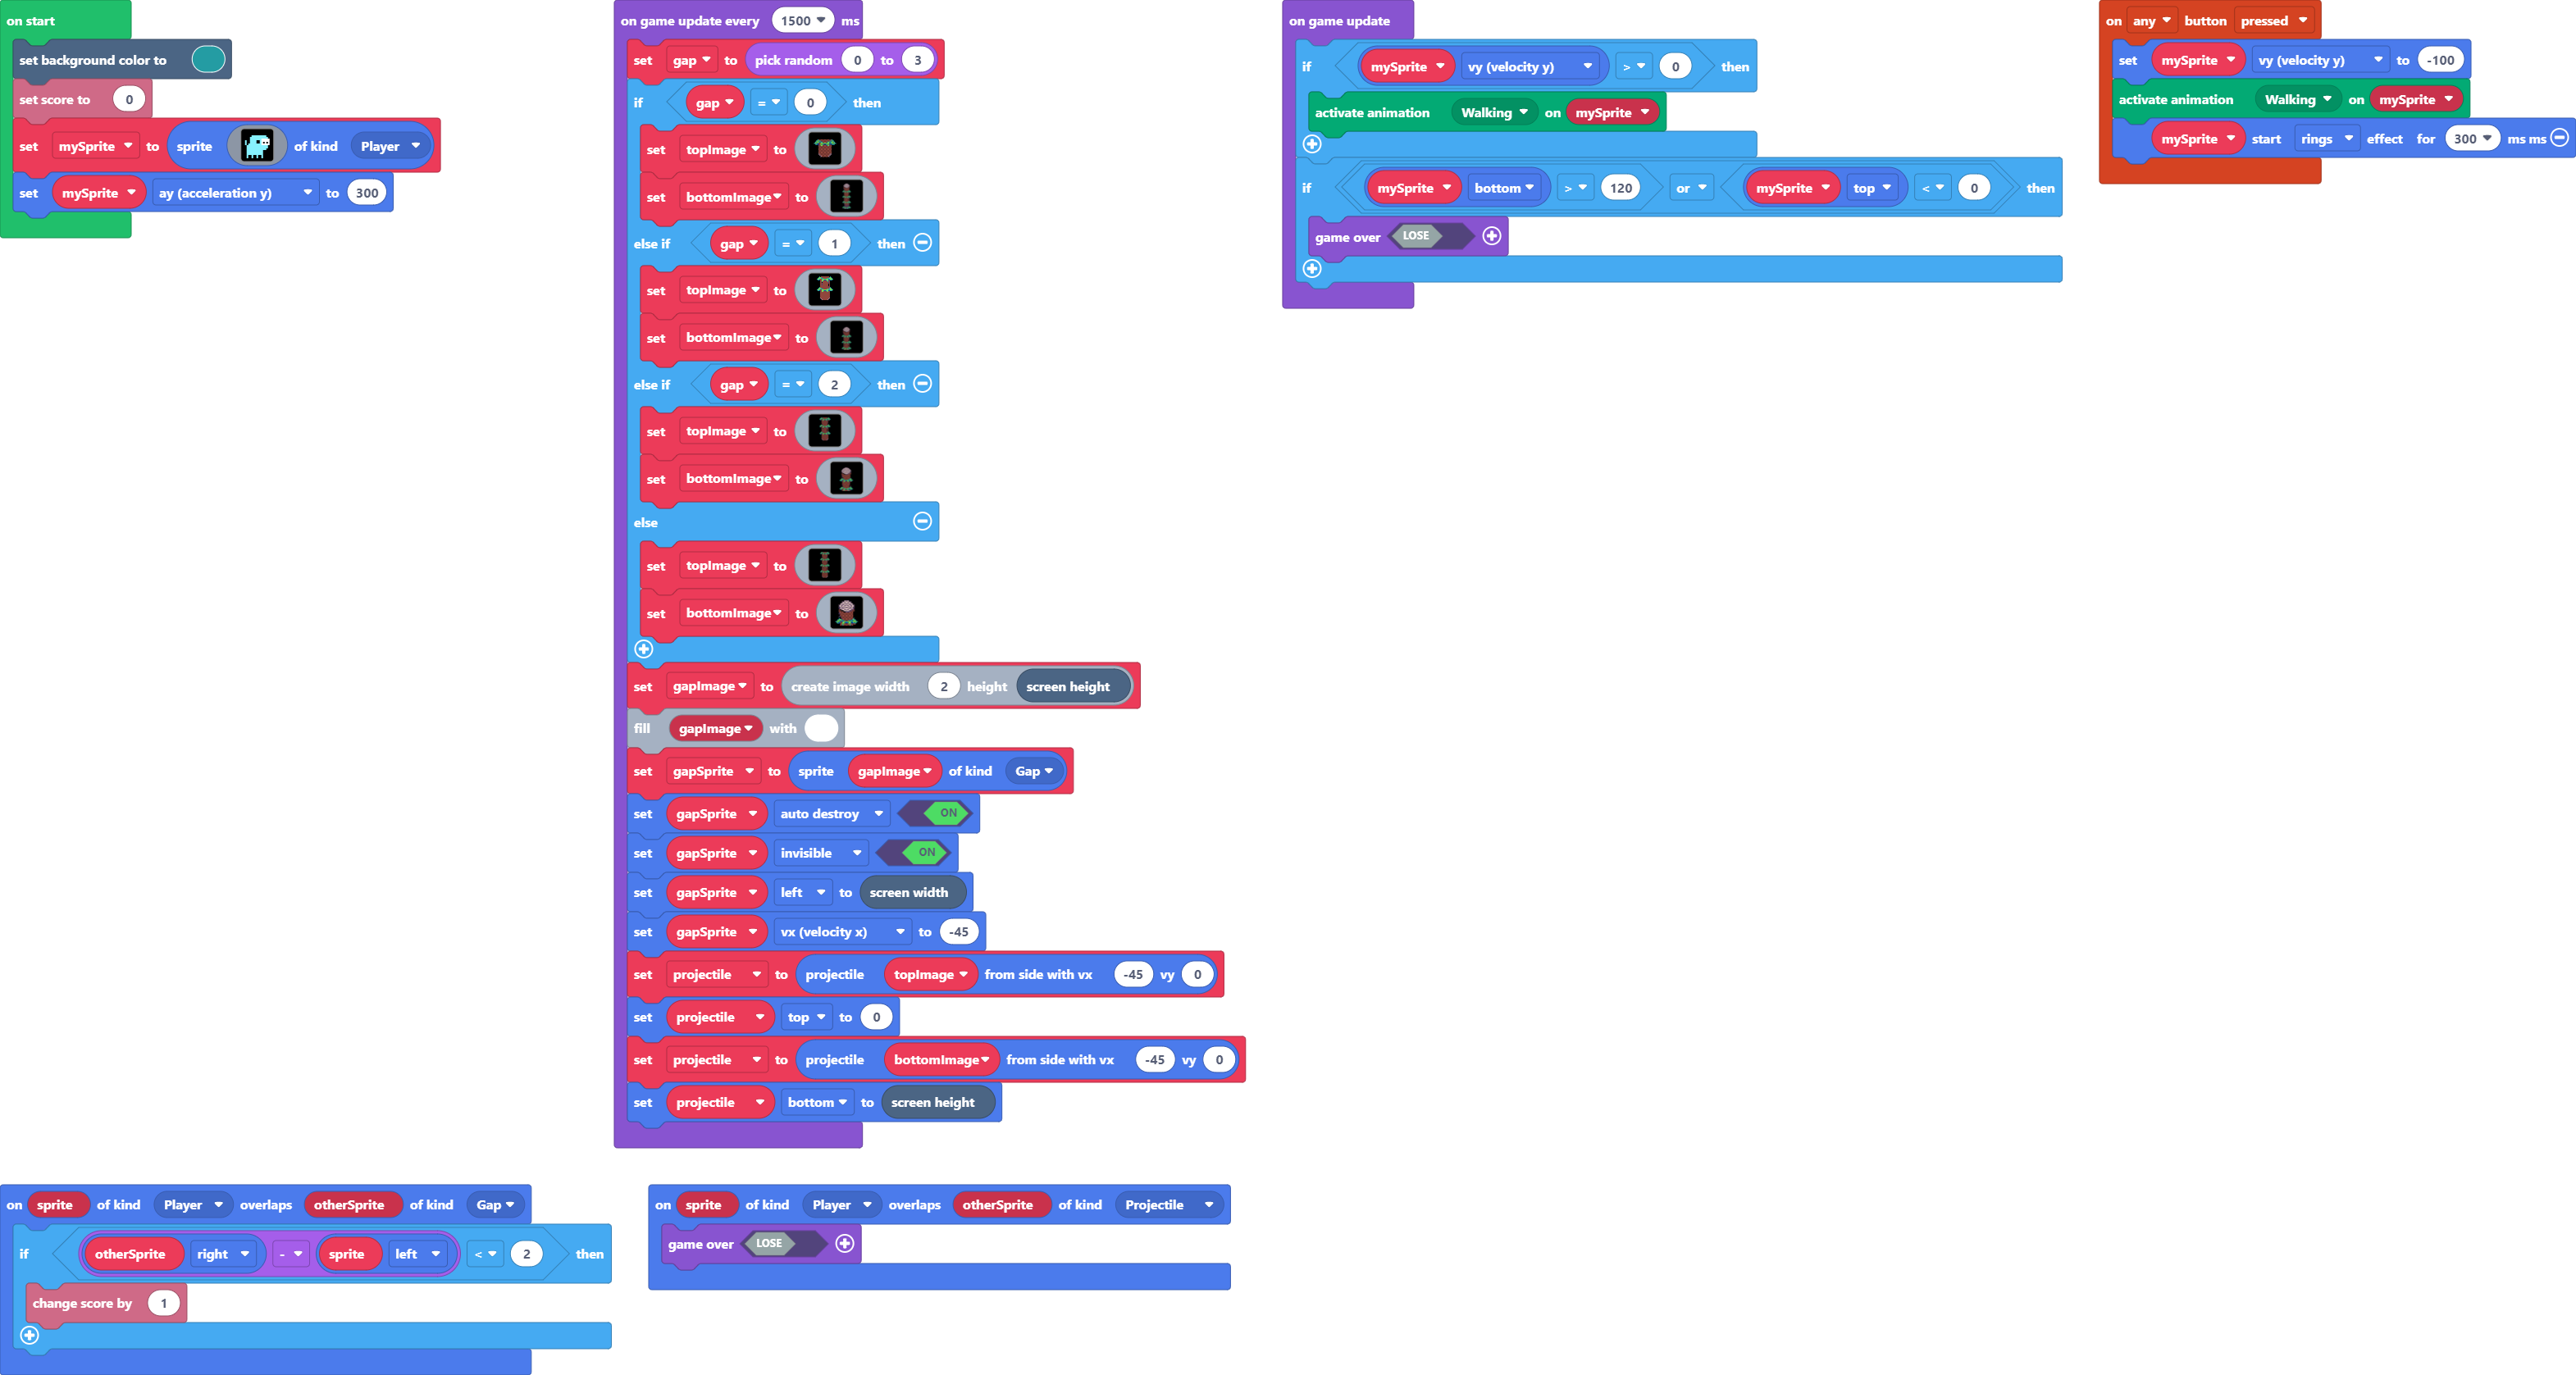 on start
set background color to
set score to 0
set mySprite to sprite of kind Player
set mySprite ay (acceleration y) to 300
on game update every 1500 ms
set gap to pick random 0 to 3
if gap = 0 then
set topImage to
set bottomImage to
else if gap = 1 then
set topImage to
set bottomImage to
else if gap = 2 then
set topImage to
set bottomImage to
else
set topImage to
set bottomImage to
set gapImage to create image width 2 height screen height
fill gapImage with
set gapSprite to sprite gapImage of kind Gap
set gapSprite auto destroy ON
set gapSprite invisible ON
set gapSprite left to screen width
set gapSprite vx (velocity x) to -45
set projectile to projectile topImage from side with vx -45 vy 0
set projectile top to 0
set projectile to projectile bottomImage from side with vx -45 vy 0
set projectile bottom to screen height
on game update
if mySprite vy (velocity y) > 0 then
activate animation Walking on mySprite
if mySprite bottom > 120 or mySprite top < 0 then
game over LOSE
on any button pressed
set mySprite vy (velocity y) to -100
activate animation Walking on mySprite
mySprite start rings effect for 300 ms ms
on sprite of kind Player overlaps otherSprite of kind Gap
if otherSprite right - sprite left < 2 then
change score by 1
on sprite of kind Player overlaps otherSprite of kind Projectile
game over LOSE